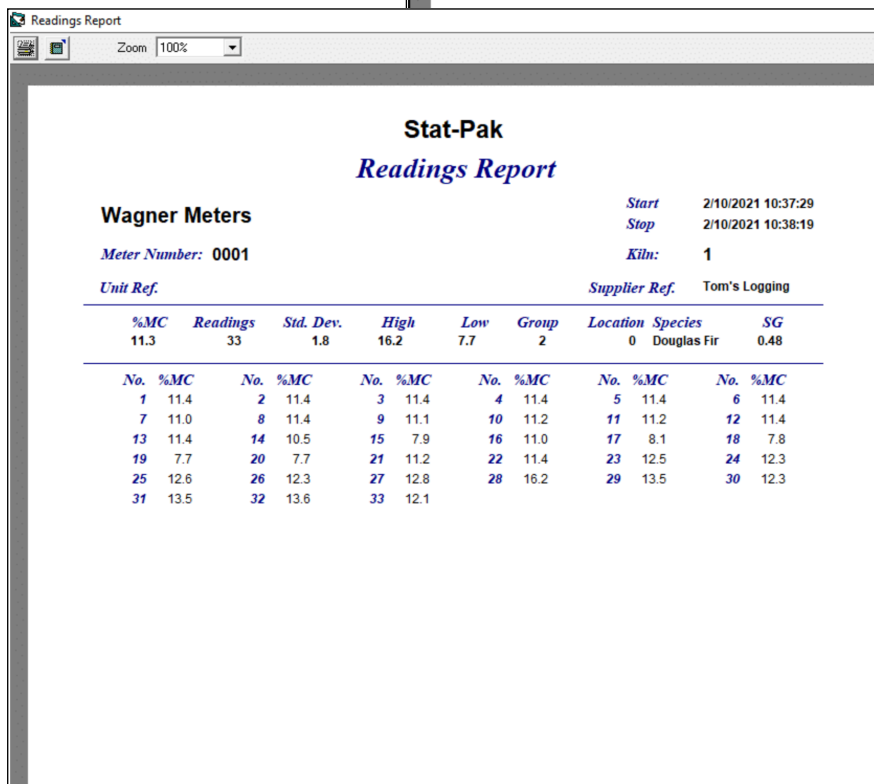 Readings Report
Zoom 100%
Stat-Pak
Readings Report
Wagner Meters
Start 2/10/2021 10:37:29
Stop 2/10/2021 10:38:19
Meter Number: 0001 Kiln: 1
Unit Ref. Supplier Ref. Tom's Logging
%MC Readings Std. Dev. High Low Group Location Species SG
11.3 33 1.8 16.2 7.7 2 0 Douglas Fir 0.48
No. %MC No. %MC No. %MC No. %MC No. %MC No. %MC
1 11.4 2 11.4 3 11.4 4 11.4 5 11.4 6 11.4
7 11.0 8 11.4 9 11.1 10 11.2 11 11.2 12 11.4
13 11.4 14 10.5 15 7.9 16 11.0 17 8.1 18 7.8
19 7.7 20 7.7 21 11.2 22 11.4 23 12.5 24 12.3
25 12.6 26 12.3 27 12.8 28 16.2 29 13.5 30 12.3
31 13.5 32 13.6 33 12.1